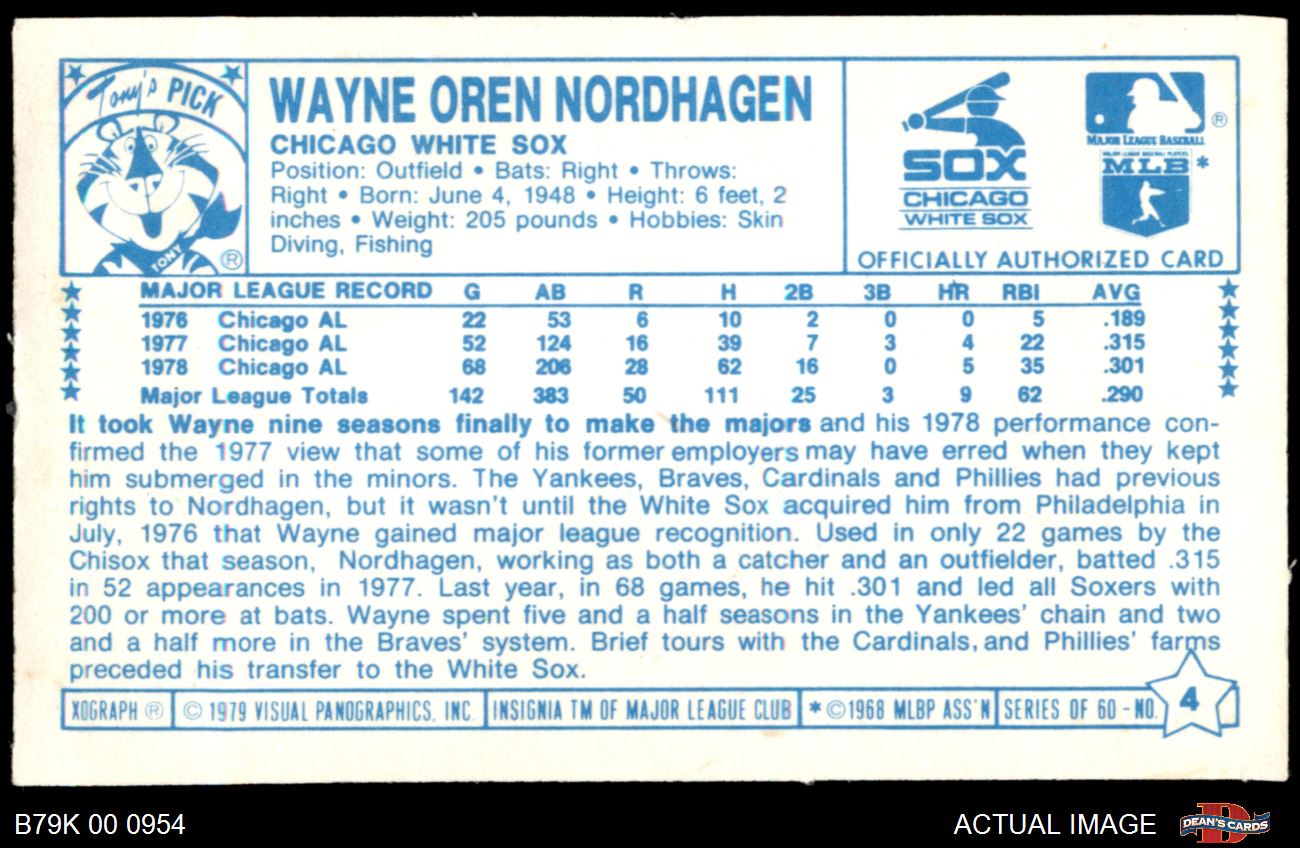 Tony's PICK
TONY
®
WAYNE OREN NORDHAGEN
CHICAGO WHITE SOX
Position: Outfield • Bats: Right • Throws:
Right • Born: June 4, 1948 • Height: 6 feet, 2
inches • Weight: 205 pounds • Hobbies: Skin
Diving, Fishing
SOX
CHICAGO
WHITE SOX
®
MAJOR LEAGUE BASEBALL
MAJOR LEAGUE BASEBALL PLAYERS
MLB*
OFFICIALLY AUTHORIZED CARD
MAJOR LEAGUE RECORD G AB R H 2B 3B HR RBI AVG
1976 Chicago AL 22 53 6 10 2 0 0 5 .189
1977 Chicago AL 52 124 16 39 7 3 4 22 .315
1978 Chicago AL 68 206 28 62 16 0 5 35 .301
Major League Totals 142 383 50 111 25 3 9 62 .290
It took Wayne nine seasons finally to make the majors and his 1978 performance con-
firmed the 1977 view that some of his former employers may have erred when they kept
him submerged in the minors. The Yankees, Braves, Cardinals and Phillies had previous
rights to Nordhagen, but it wasn't until the White Sox acquired him from Philadelphia in
July, 1976 that Wayne gained major league recognition. Used in only 22 games by the
Chisox that season, Nordhagen, working as both a catcher and an outfielder, batted .315
in 52 appearances in 1977. Last year, in 68 games, he hit .301 and led all Soxers with
200 or more at bats. Wayne spent five and a half seasons in the Yankees' chain and two
and a half more in the Braves' system. Brief tours with the Cardinals, and Phillies' farms
preceded his transfer to the White Sox.
XOGRAPH ® © 1979 VISUAL PANOGRAPHICS, INC. INSIGNIA TM OF MAJOR LEAGUE CLUB *©1968 MLBP ASS'N SERIES OF 60 - NO. 4
B79K 00 0954
ACTUAL IMAGE
DEAN'S CARDS